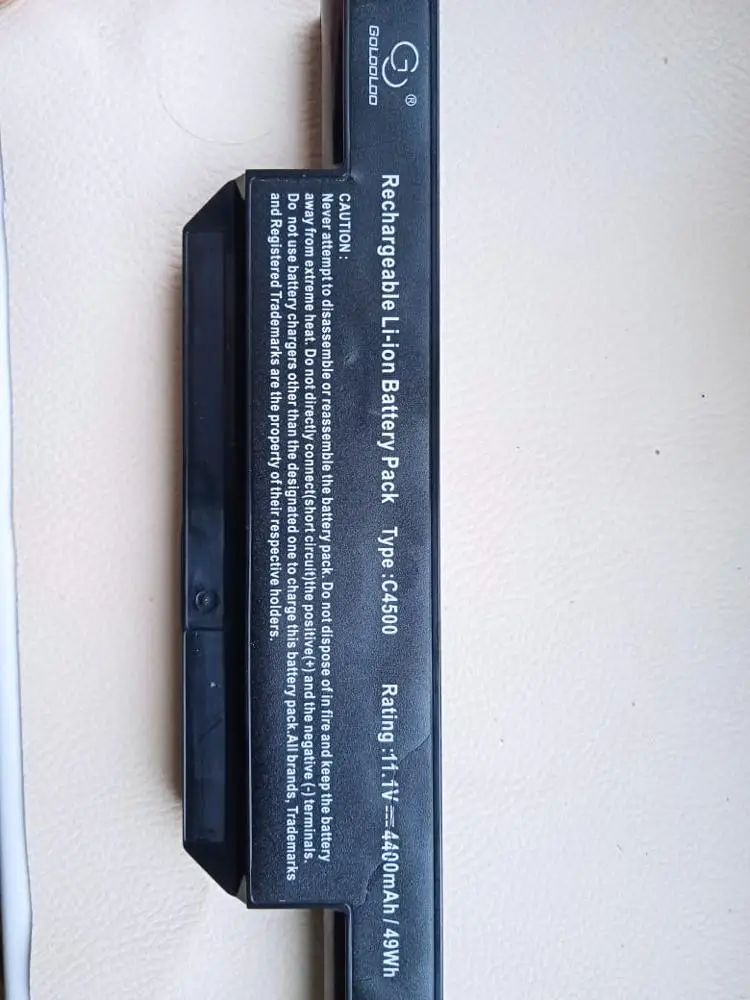 GOLOOLOO
®
Rechargeable Li-ion Battery Pack Type :C4500 Rating :11.1V ⎓ 4400mAh / 49Wh
CAUTION :
Never attempt to disassemble or reassemble the battery pack. Do not dispose of in fire and keep the battery
away from extreme heat. Do not directly connect(short circuit)the positive(+) and the negative (-) terminals.
Do not use battery chargers other than the designated one to charge this battery pack.All brands, Trademarks
and Registered Trademarks are the property of their respective holders.